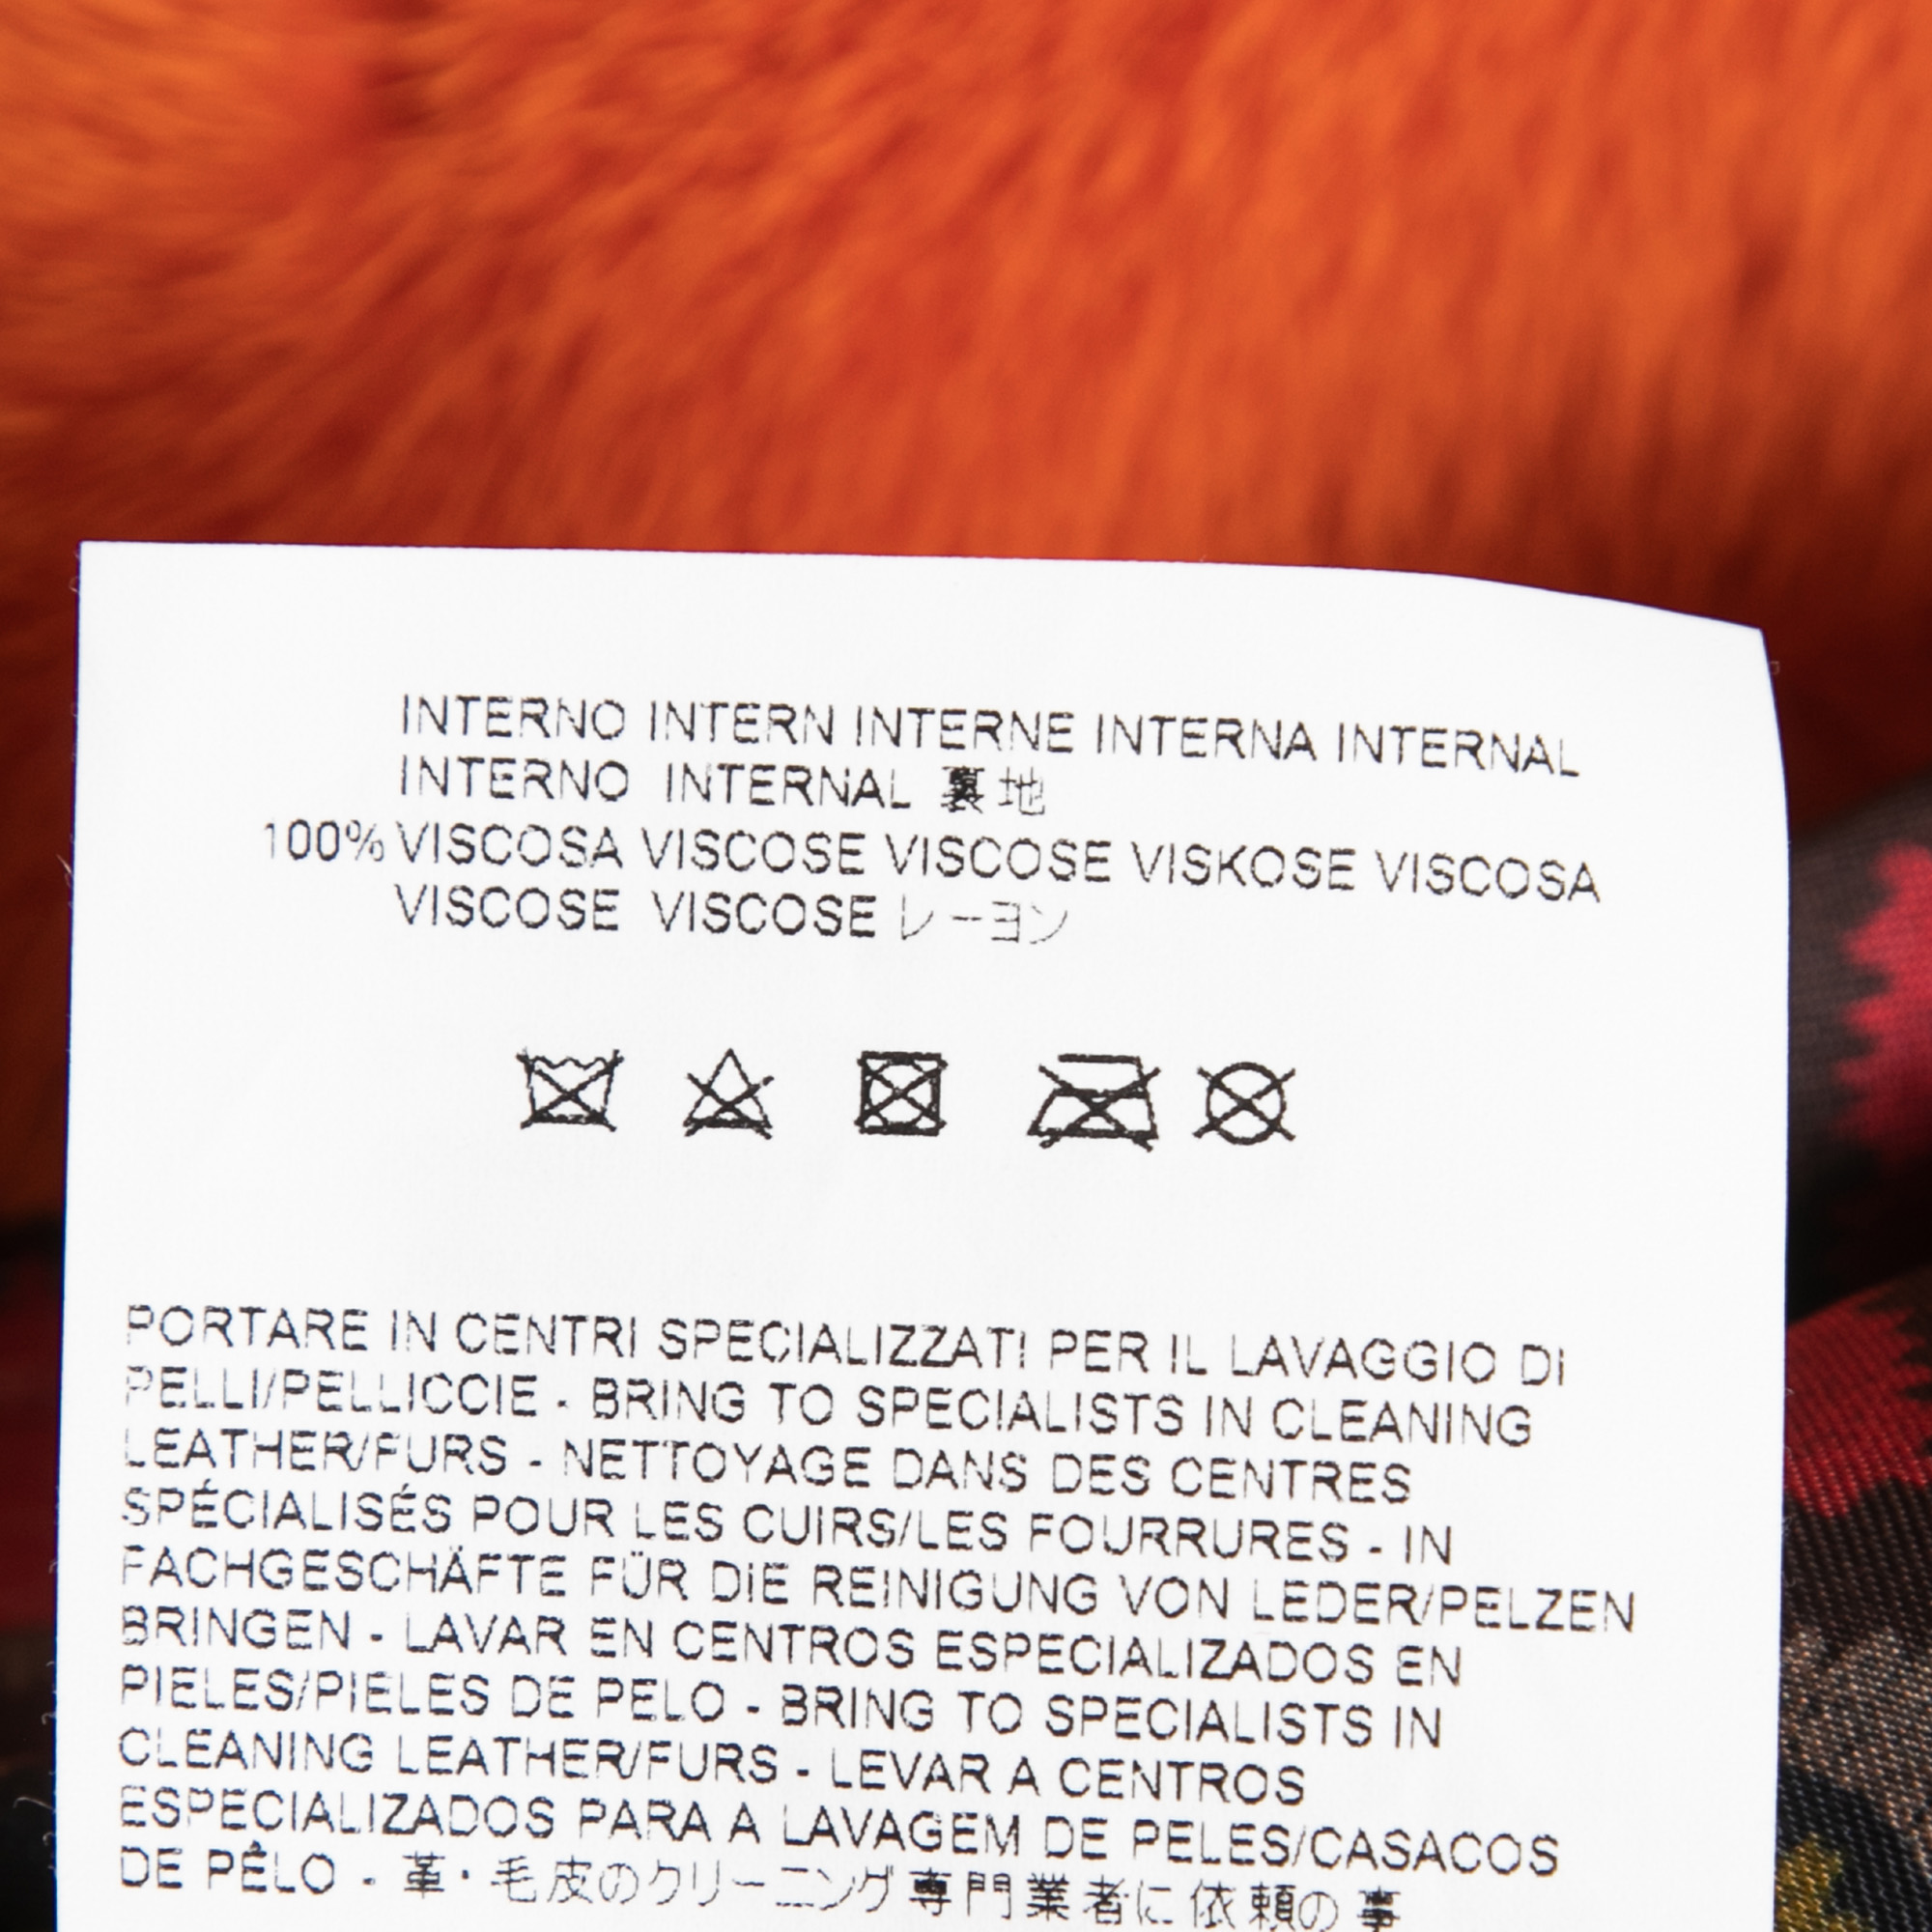 INTERNO INTERN INTERNE INTERNA INTERNAL
INTERNO INTERNAL 裏地
100% VISCOSA VISCOSE VISCOSE VISKOSE VISCOSA
VISCOSE VISCOSE レーヨン
PORTARE IN CENTRI SPECIALIZZATI PER IL LAVAGGIO DI
PELLI/PELLICCIE - BRING TO SPECIALISTS IN CLEANING
LEATHER/FURS - NETTOYAGE DANS DES CENTRES
SPÉCIALISÉS POUR LES CUIRS/LES FOURRURES - IN
FACHGESCHÄFTE FÜR DIE REINIGUNG VON LEDER/PELZEN
BRINGEN - LAVAR EN CENTROS ESPECIALIZADOS EN
PIELES/PIELES DE PELO - BRING TO SPECIALISTS IN
CLEANING LEATHER/FURS - LEVAR A CENTROS
ESPECIALIZADOS PARA A LAVAGEM DE PELES/CASACOS
DE PÊLO - 革・毛皮のクリーニング専門業者に依頼の事